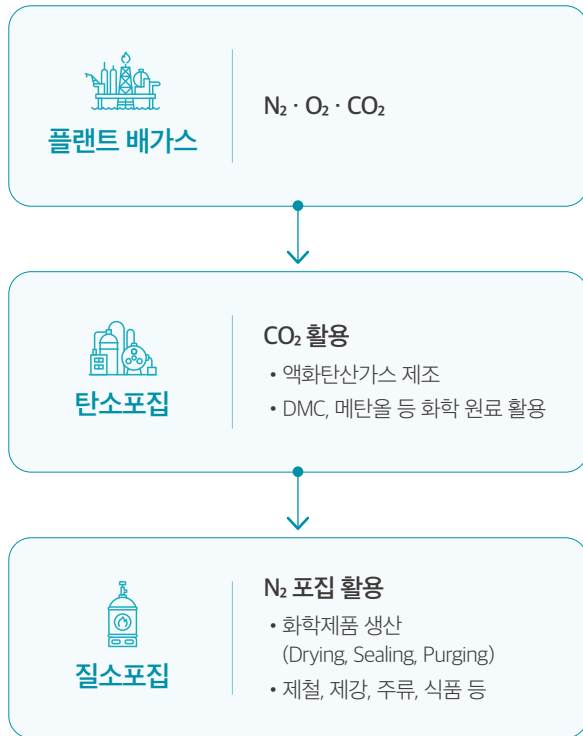 플랜트 배가스
N₂ · O₂ · CO₂
탄소포집
CO₂ 활용
• 액화탄산가스 제조
• DMC, 메탄올 등 화학 원료 활용
질소포집
N₂ 포집 활용
• 화학제품 생산
(Drying, Sealing, Purging)
• 제철, 제강, 주류, 식품 등